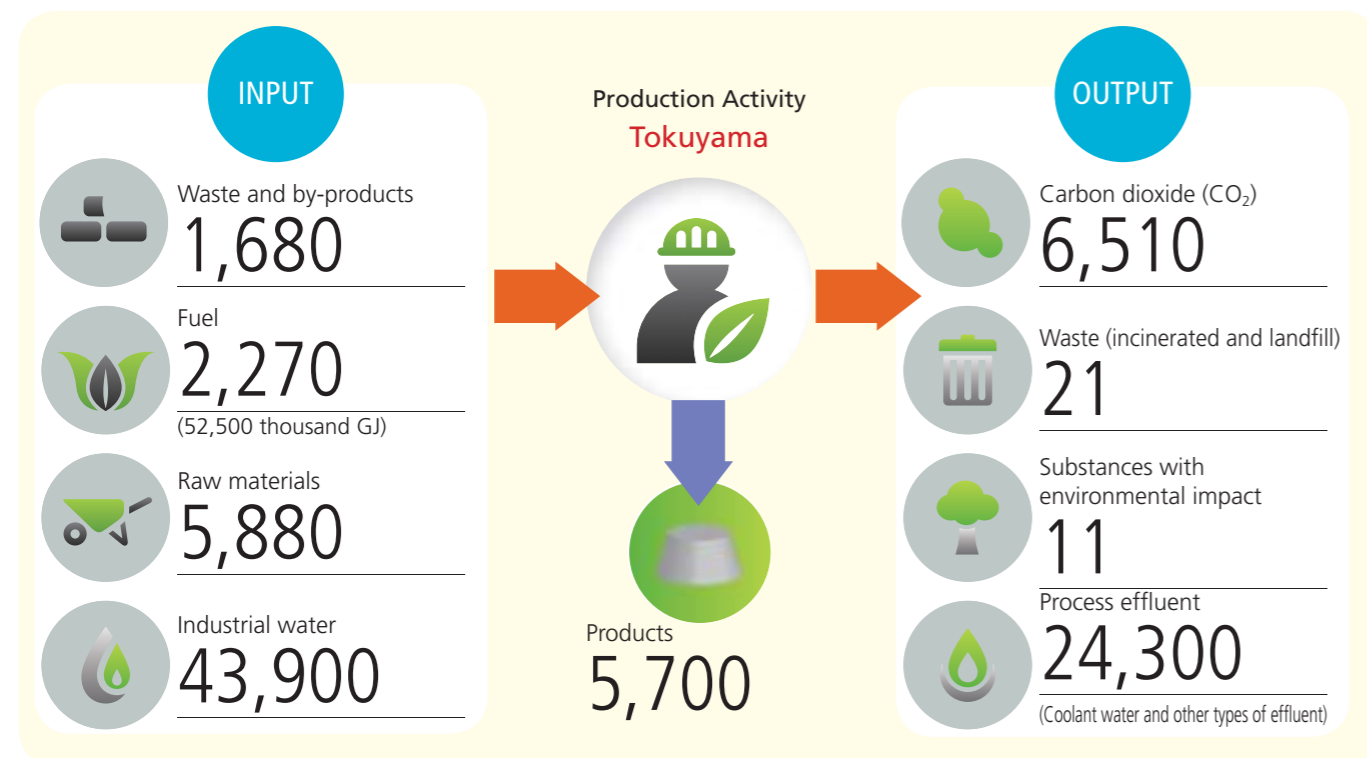 INPUT
Waste and by-products
1,680
Fuel
2,270
(52,500 thousand GJ)
Raw materials
5,880
Industrial water
43,900
Production Activity
Tokuyama
Products
5,700
OUTPUT
Carbon dioxide (CO₂)
6,510
Waste (incinerated and landfill)
21
Substances with
environmental impact
11
Process effluent
24,300
(Coolant water and other types of effluent)